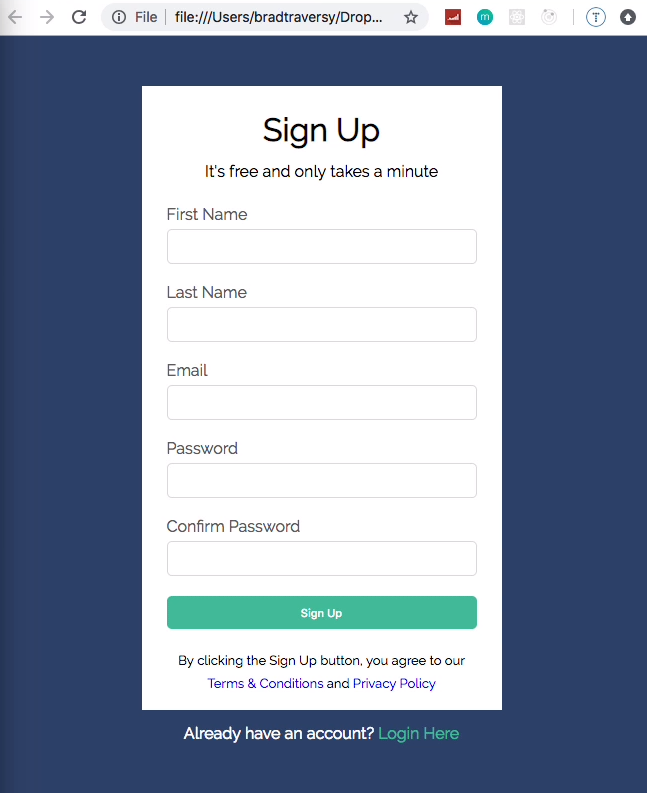 File file:///Users/bradtraversy/Drop...
m T
Sign Up
It's free and only takes a minute
First Name
Last Name
Email
Password
Confirm Password
Sign Up
By clicking the Sign Up button, you agree to our
Terms & Conditions and Privacy Policy
Already have an account? Login Here